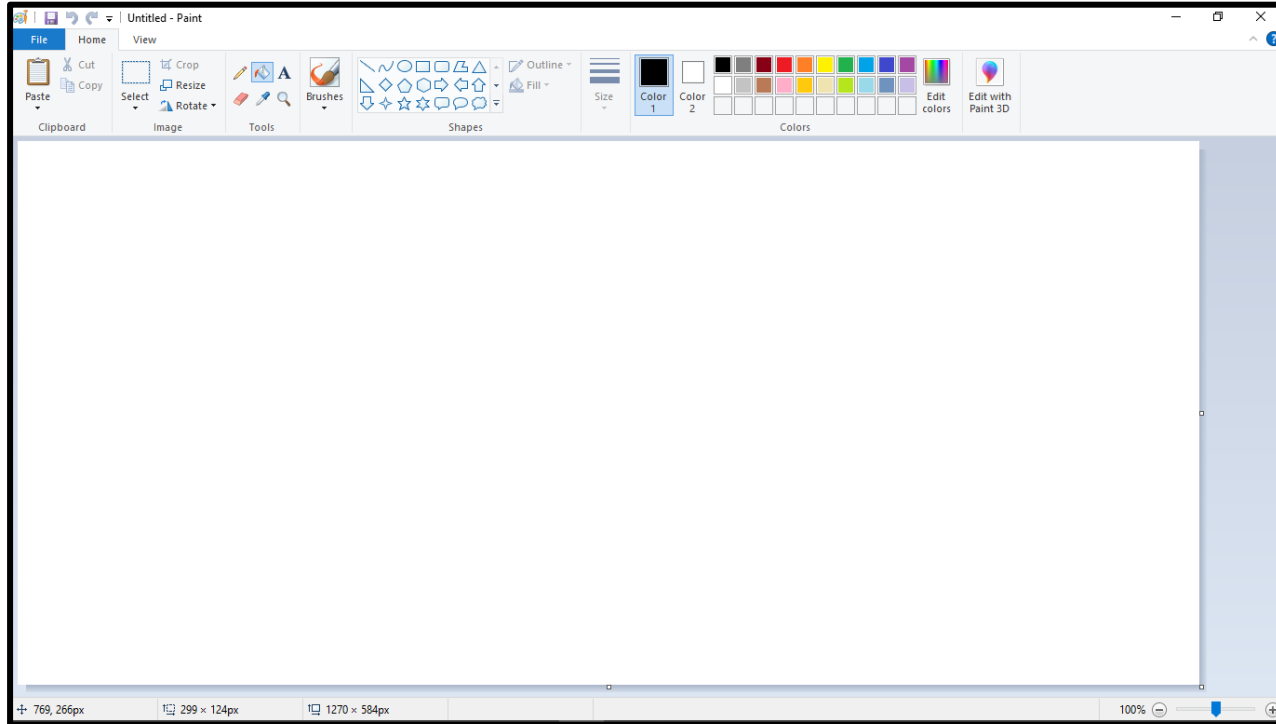 Untitled - Paint
File Home View
Cut Crop Outline
Copy Resize Fill
Paste Select Rotate Brushes Size Color 1 Color 2 Edit colors Edit with Paint 3D
A
Clipboard Image Tools Shapes Colors
769, 266px 299 × 124px 1270 × 584px 100%